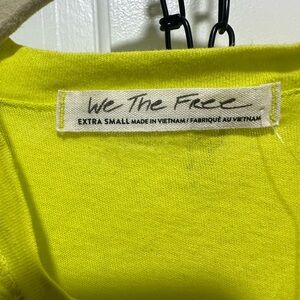 We The Free
EXTRA SMALL MADE IN VIETNAM / FABRIQUÉ AU VIETNAM